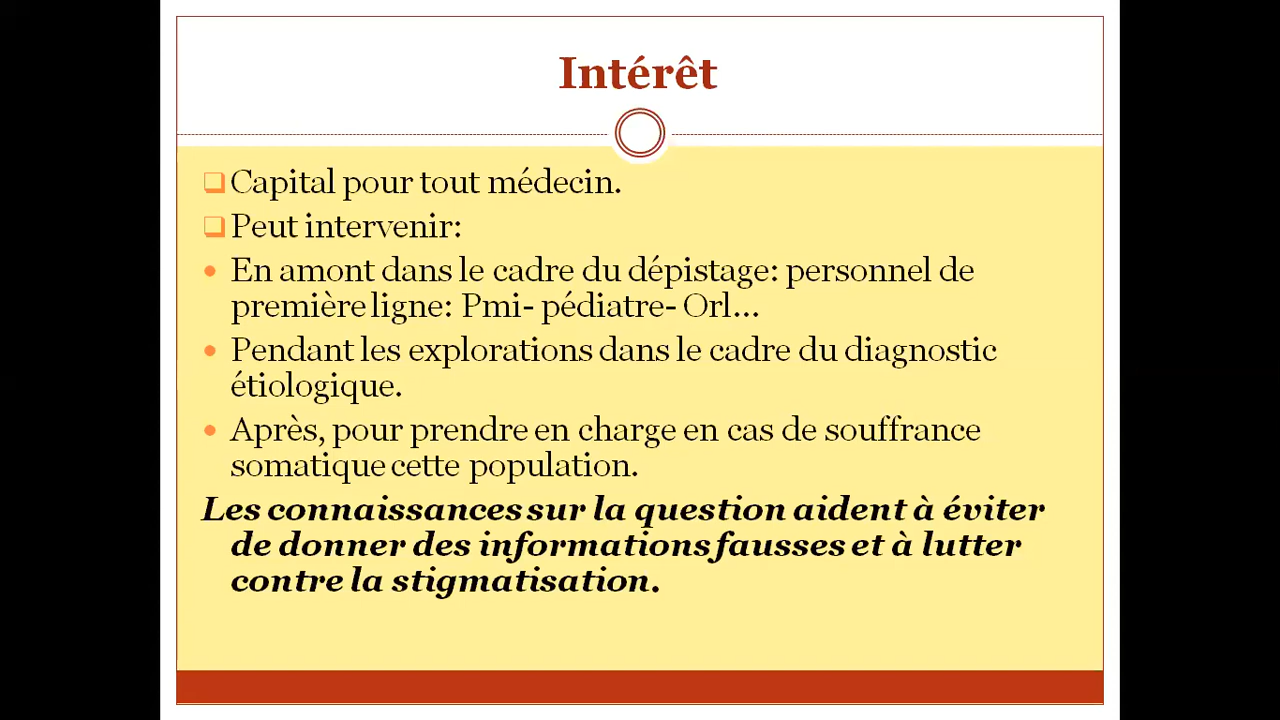 Intérêt
Capital pour tout médecin.
Peut intervenir:
En amont dans le cadre du dépistage: personnel de
première ligne: Pmi- pédiatre- Orl...
Pendant les explorations dans le cadre du diagnostic
étiologique.
Après, pour prendre en charge en cas de souffrance
somatique cette population.
Les connaissances sur la question aident à éviter
de donner des informations fausses et à lutter
contre la stigmatisation.